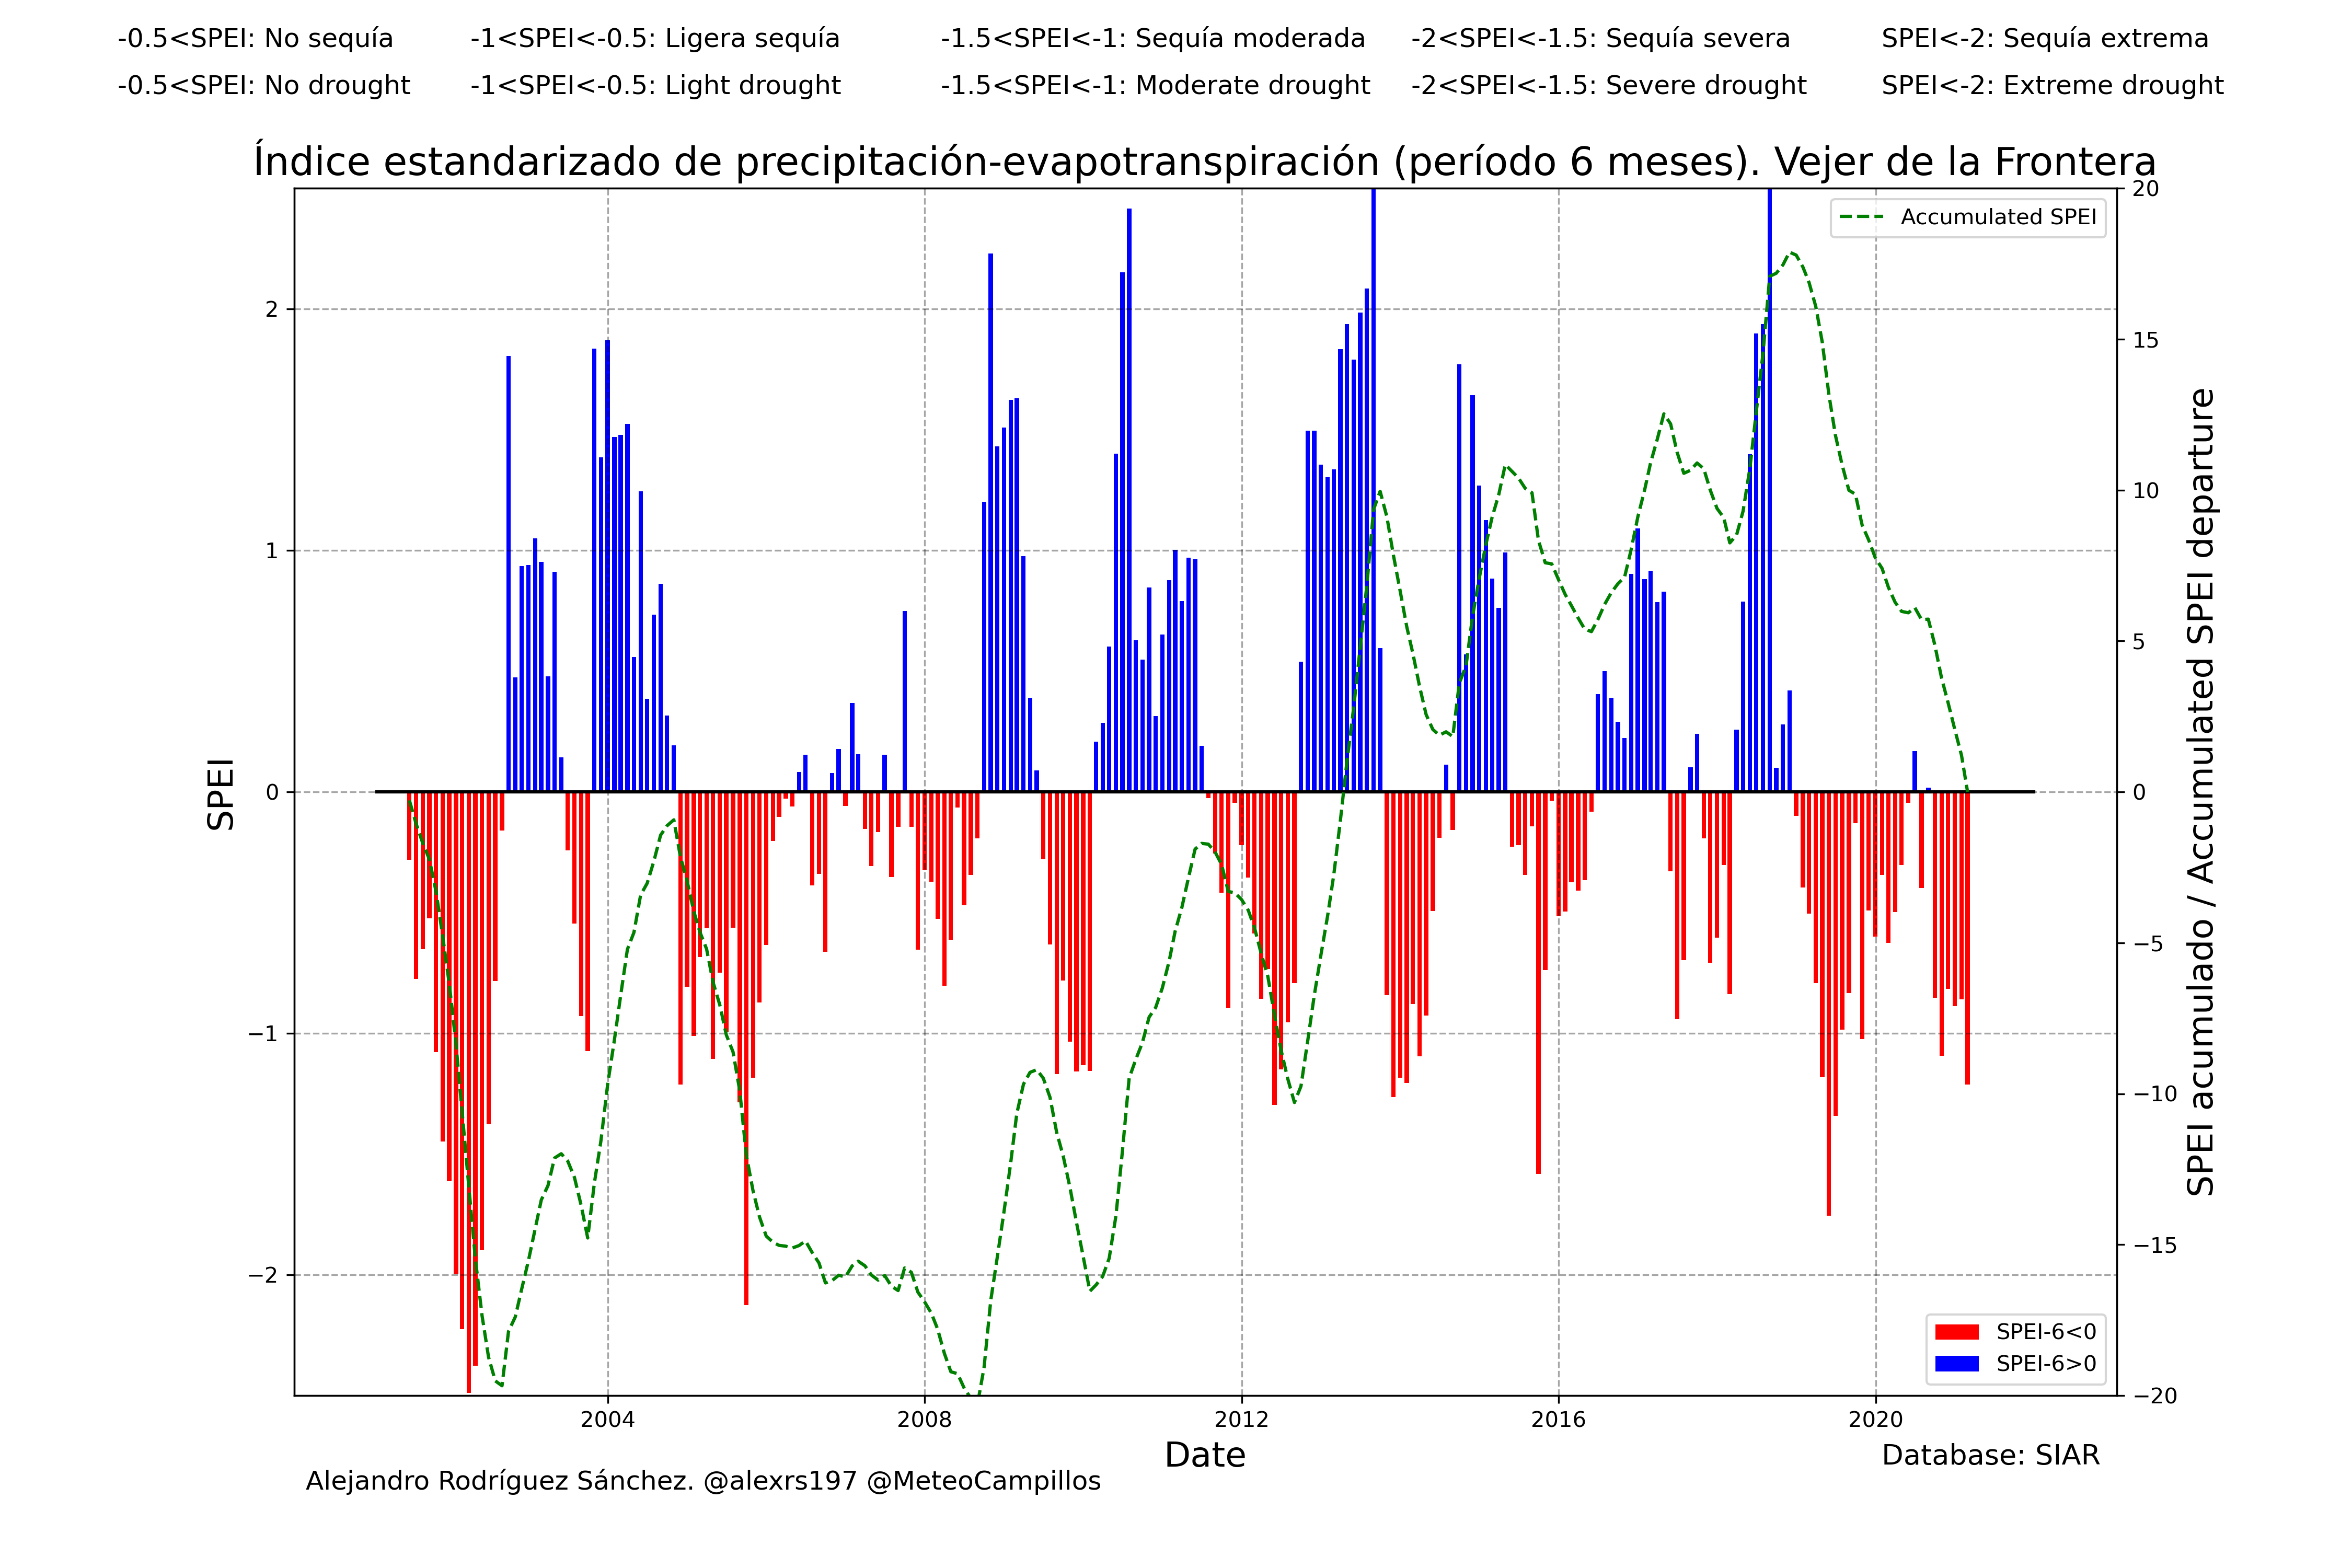 -0.5<SPEI: No sequía -1<SPEI<-0.5: Ligera sequía -1.5<SPEI<-1: Sequía moderada -2<SPEI<-1.5: Sequía severa SPEI<-2: Sequía extrema
-0.5<SPEI: No drought -1<SPEI<-0.5: Light drought -1.5<SPEI<-1: Moderate drought -2<SPEI<-1.5: Severe drought SPEI<-2: Extreme drought
Índice estandarizado de precipitación-evapotranspiración (período 6 meses). Vejer de la Frontera
Accumulated SPEI
SPEI
2
1
0
−1
−2
20
15
10
5
0
−5
−10
−15
−20
SPEI acumulado / Accumulated SPEI departure
SPEI-6<0
SPEI-6>0
2004 2008 2012 2016 2020
Date
Database: SIAR
Alejandro Rodríguez Sánchez. @alexrs197 @MeteoCampillos